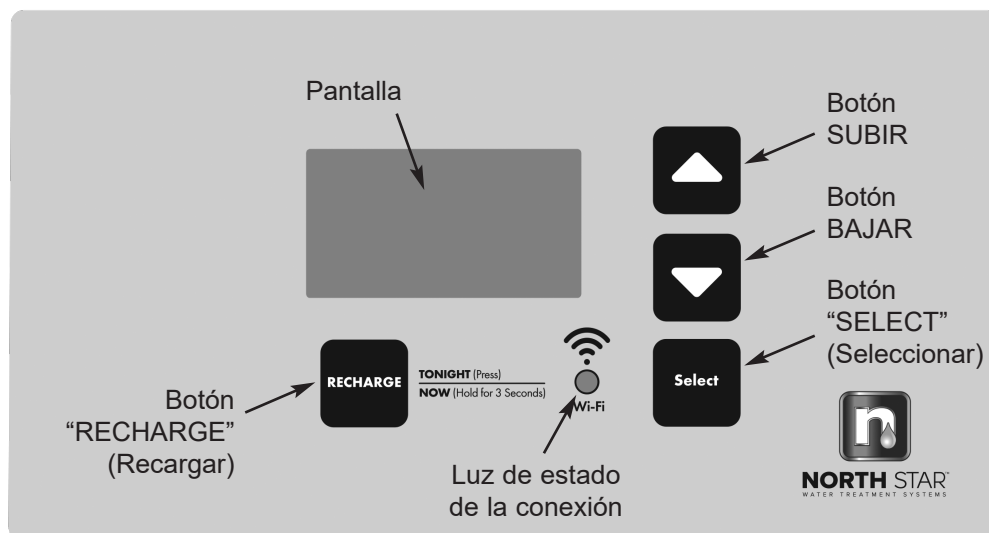 Pantalla
Botón
SUBIR
Botón
BAJAR
Botón
“SELECT”
(Seleccionar)
RECHARGE
TONIGHT (Press)
NOW (Hold for 3 Seconds)
Wi-Fi
Select
Botón
“RECHARGE”
(Recargar)
Luz de estado
de la conexión
n
NORTH STAR™
WATER TREATMENT SYSTEMS